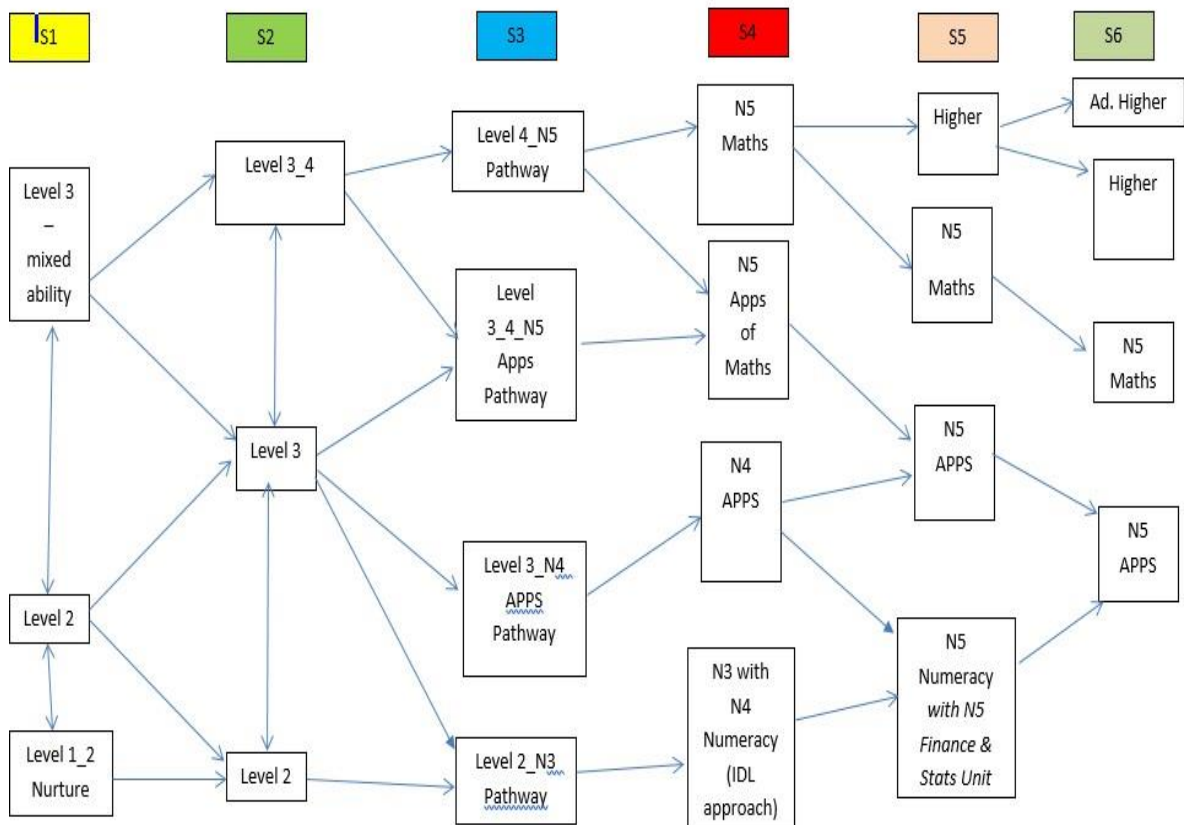 S1
S2
S3
S4
S5
S6
Level 3
–
mixed
ability
Level 2
Level 1_2
Nurture
Level 3_4
Level 3
Level 2
Level 4_N5
Pathway
Level
3_4_N5
Apps
Pathway
Level 3_N4
APPS
Pathway
Level 2_N3
Pathway
N5
Maths
N5
Apps
of
Maths
N4
APPS
N3 with
N4
Numeracy
(IDL
approach)
Higher
N5
Maths
N5
APPS
N5
Numeracy
with N5
Finance &
Stats Unit
Ad. Higher
Higher
N5
Maths
N5
APPS